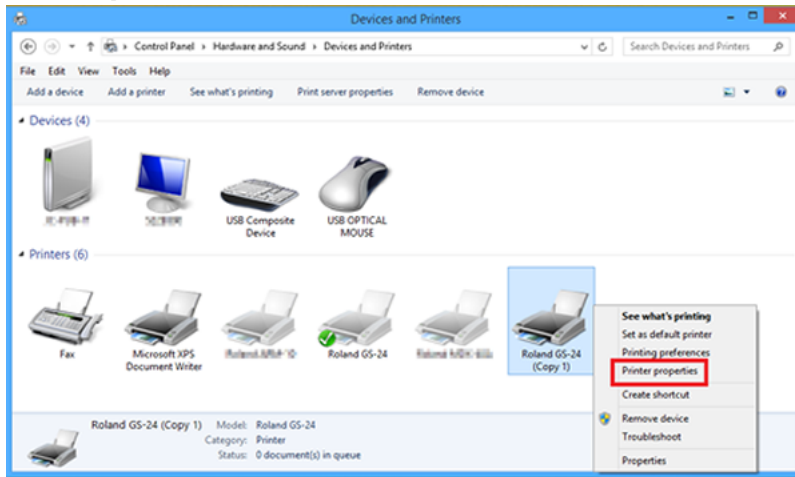 Devices and Printers
Control Panel › Hardware and Sound › Devices and Printers
Search Devices and Printers
File Edit View Tools Help
Add a device Add a printer See what's printing Print server properties Remove device
Devices (4)
USB Composite
Device
USB OPTICAL
MOUSE
Printers (6)
Fax
Microsoft XPS
Document Writer
Roland GS-24
Roland GS-24
(Copy 1)
See what's printing
Set as default printer
Printing preferences
Printer properties
Create shortcut
Remove device
Troubleshoot
Properties
Roland GS-24 (Copy 1) Model: Roland GS-24
Category: Printer
Status: 0 document(s) in queue